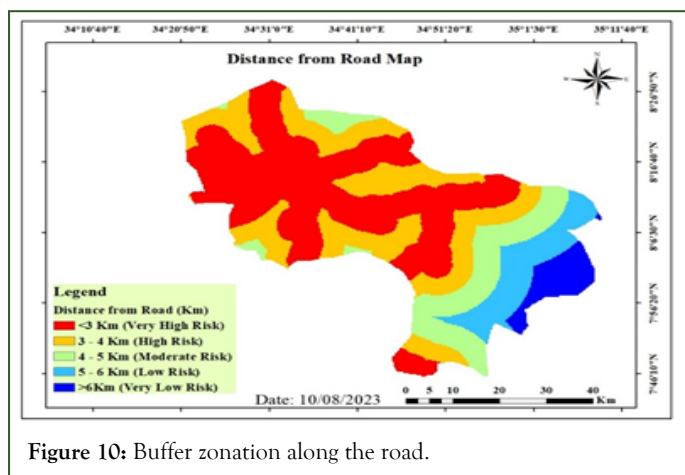 34°10'40"E 34°20'50"E 34°31'0"E 34°41'10"E 34°51'20"E 35°1'30"E 35°11'40"E
Distance from Road Map
N
W E
S
8°26'90"N
8°16'40"N
8°6'30"N
7°56'20"N
7°46'10"N
Legend
Distance from Road (Km)
<3 Km (Very High Risk)
3 - 4 Km (High Risk)
4 - 5 Km (Moderate Risk)
5 - 6 Km (Low Risk)
>6Km (Very Low Risk)
Date: 10/08/2023
0 5 10 20 30 40
Km
Figure 10: Buffer zonation along the road.